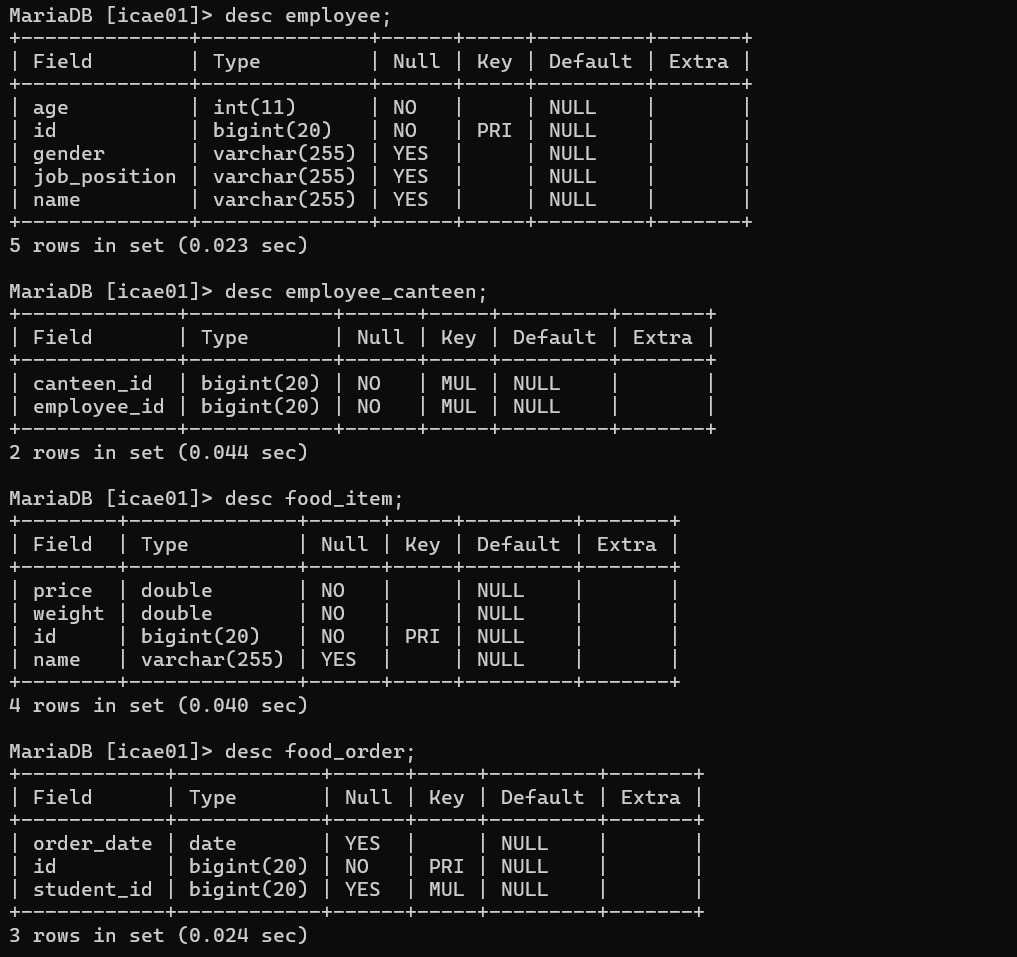 MariaDB [icae01]> desc employee;
+--------------+--------------+------+-----+---------+-------+
| Field        | Type         | Null | Key | Default | Extra |
+--------------+--------------+------+-----+---------+-------+
| age          | int(11)      | NO   |     | NULL    |       |
| id           | bigint(20)   | NO   | PRI | NULL    |       |
| gender       | varchar(255) | YES  |     | NULL    |       |
| job_position | varchar(255) | YES  |     | NULL    |       |
| name         | varchar(255) | YES  |     | NULL    |       |
+--------------+--------------+------+-----+---------+-------+
5 rows in set (0.023 sec)

MariaDB [icae01]> desc employee_canteen;
+-------------+------------+------+-----+---------+-------+
| Field       | Type       | Null | Key | Default | Extra |
+-------------+------------+------+-----+---------+-------+
| canteen_id  | bigint(20) | NO   | MUL | NULL    |       |
| employee_id | bigint(20) | NO   | MUL | NULL    |       |
+-------------+------------+------+-----+---------+-------+
2 rows in set (0.044 sec)

MariaDB [icae01]> desc food_item;
+--------+--------------+------+-----+---------+-------+
| Field  | Type         | Null | Key | Default | Extra |
+--------+--------------+------+-----+---------+-------+
| price  | double       | NO   |     | NULL    |       |
| weight | double       | NO   |     | NULL    |       |
| id     | bigint(20)   | NO   | PRI | NULL    |       |
| name   | varchar(255) | YES  |     | NULL    |       |
+--------+--------------+------+-----+---------+-------+
4 rows in set (0.040 sec)

MariaDB [icae01]> desc food_order;
+------------+------------+------+-----+---------+-------+
| Field      | Type       | Null | Key | Default | Extra |
+------------+------------+------+-----+---------+-------+
| order_date | date       | YES  |     | NULL    |       |
| id         | bigint(20) | NO   | PRI | NULL    |       |
| student_id | bigint(20) | YES  | MUL | NULL    |       |
+------------+------------+------+-----+---------+-------+
3 rows in set (0.024 sec)